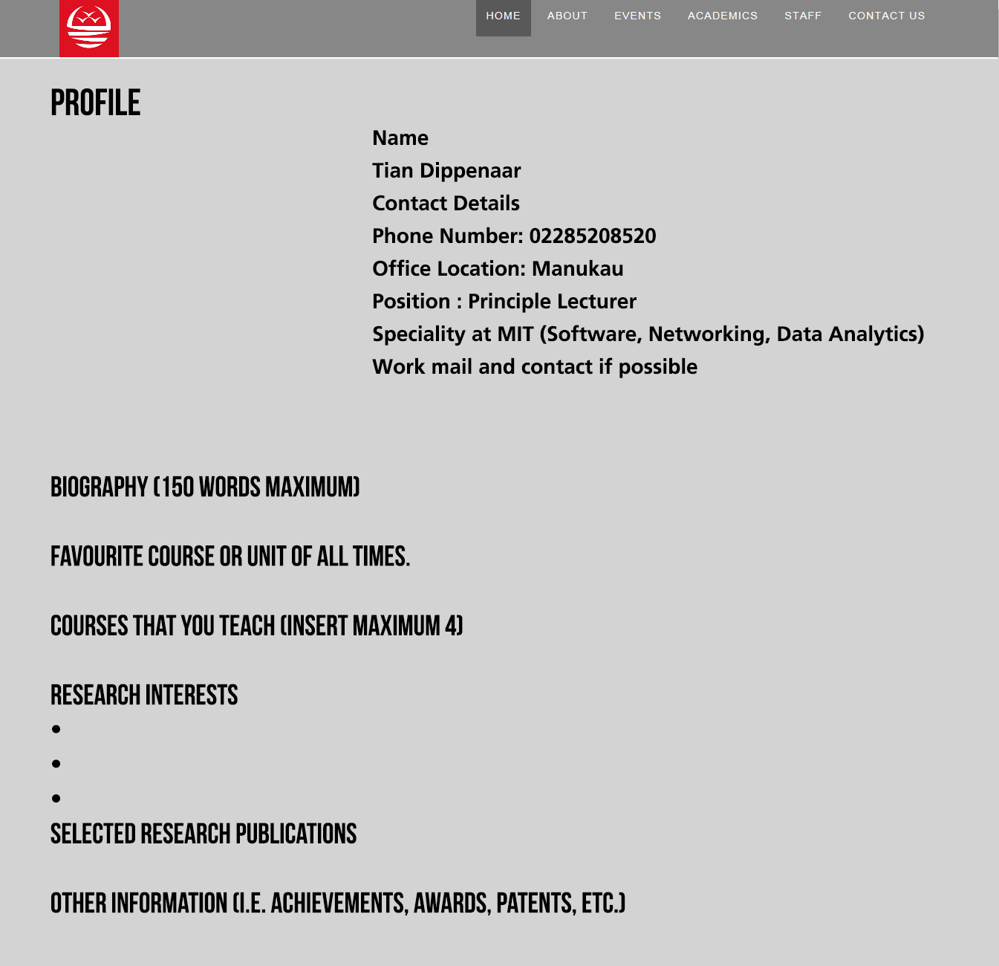 HOME ABOUT EVENTS ACADEMICS STAFF CONTACT US
PROFILE
Name
Tian Dippenaar
Contact Details
Phone Number: 02285208520
Office Location: Manukau
Position : Principle Lecturer
Speciality at MIT (Software, Networking, Data Analytics)
Work mail and contact if possible
BIOGRAPHY (150 WORDS MAXIMUM)
FAVOURITE COURSE OR UNIT OF ALL TIMES.
COURSES THAT YOU TEACH (INSERT MAXIMUM 4)
RESEARCH INTERESTS
•
•
•
SELECTED RESEARCH PUBLICATIONS
OTHER INFORMATION (I.E. ACHIEVEMENTS, AWARDS, PATENTS, ETC.)